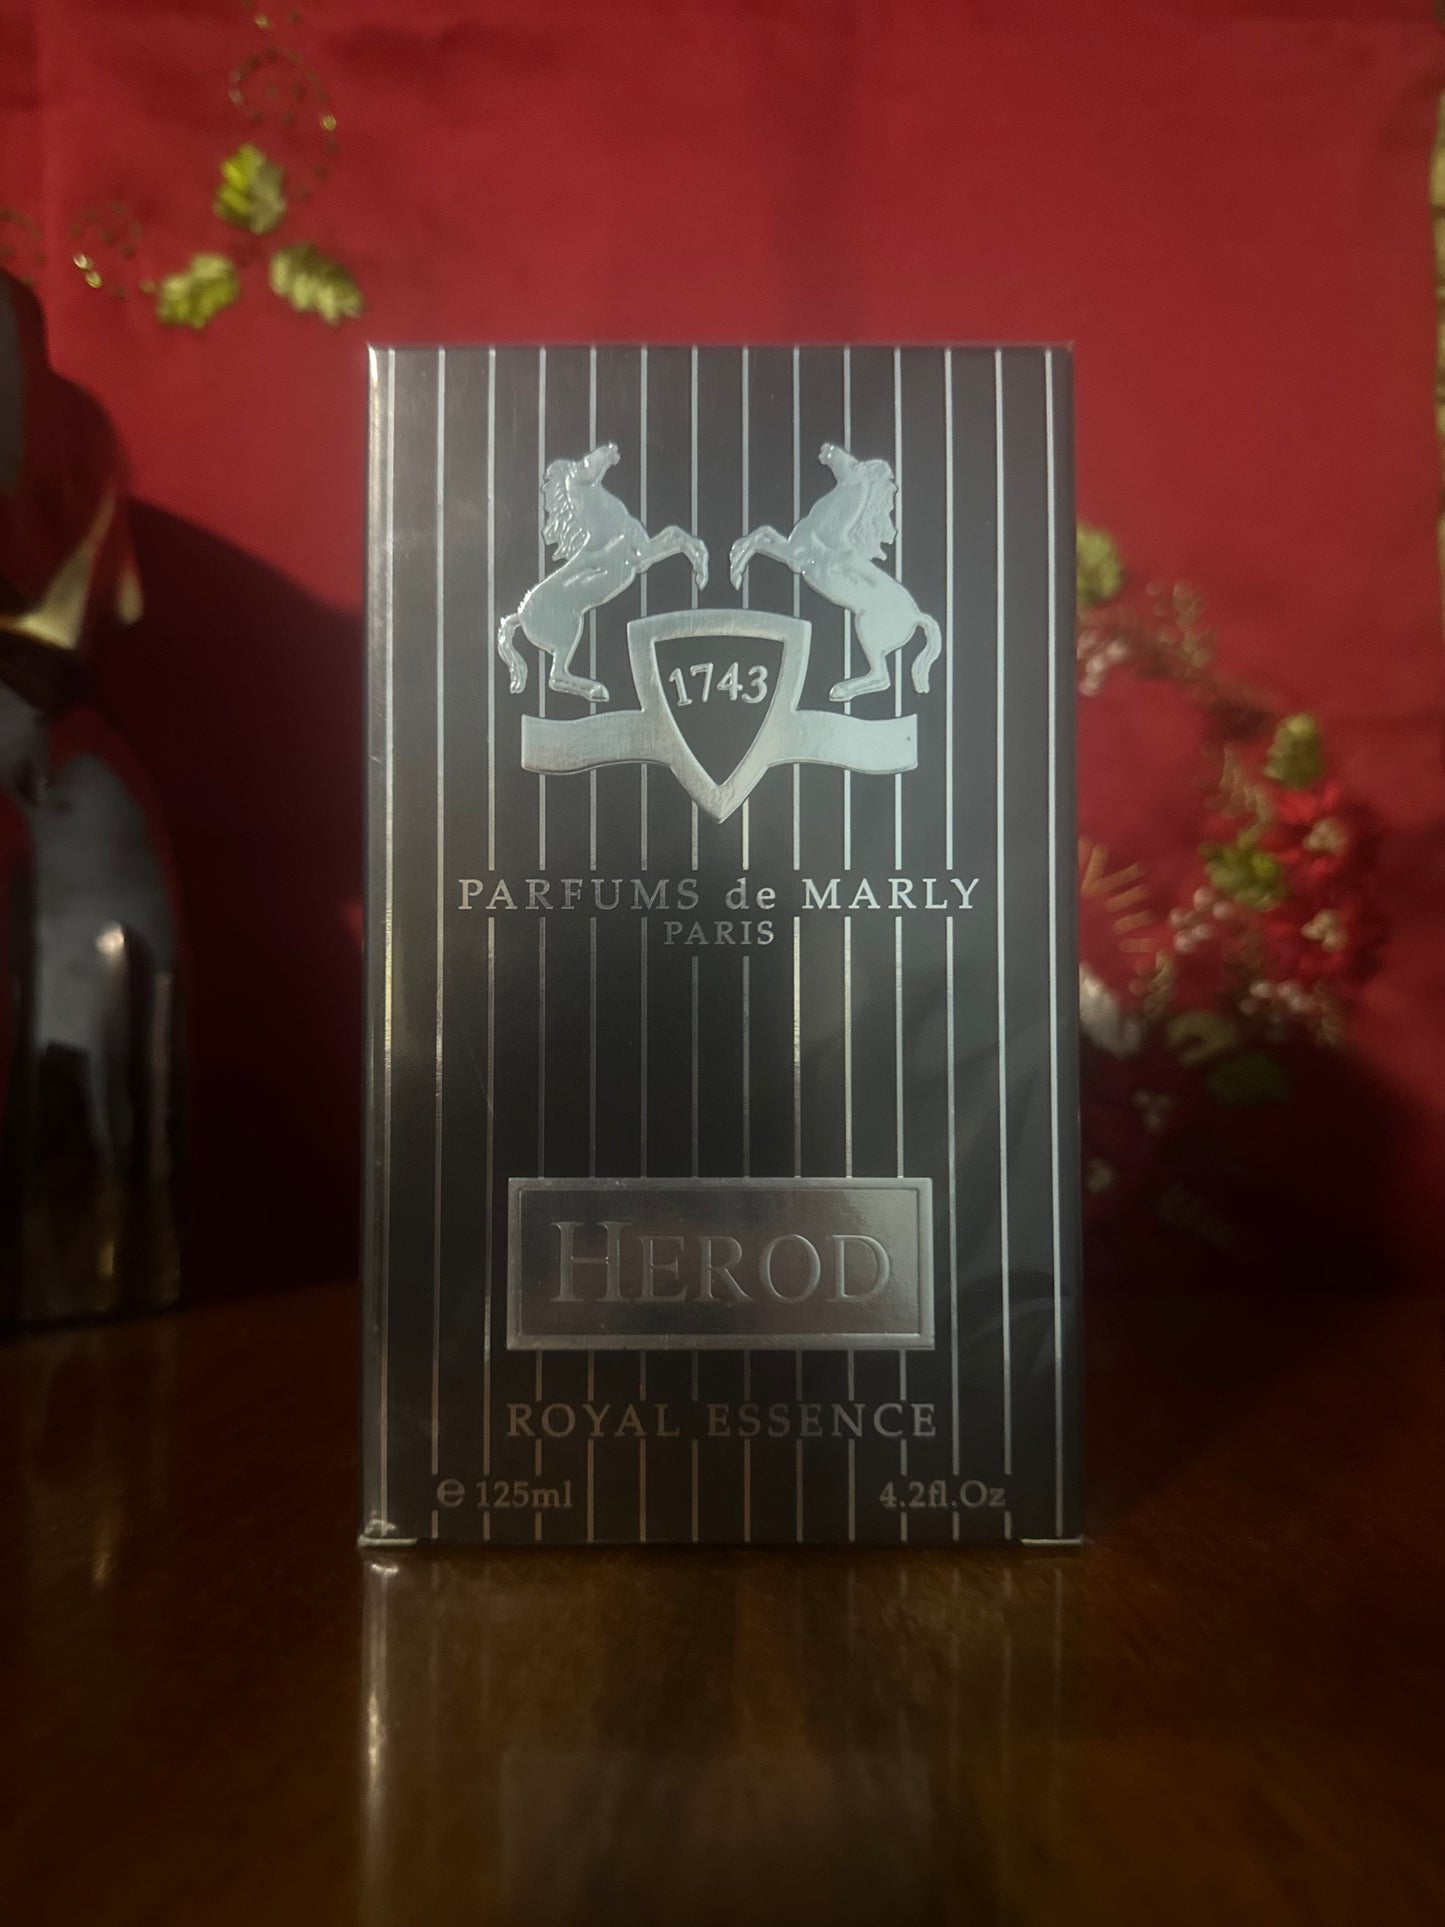 1743
PARFUMS de MARLY
PARIS
HEROD
ROYAL ESSENCE
℮ 125ml 4.2fl.Oz